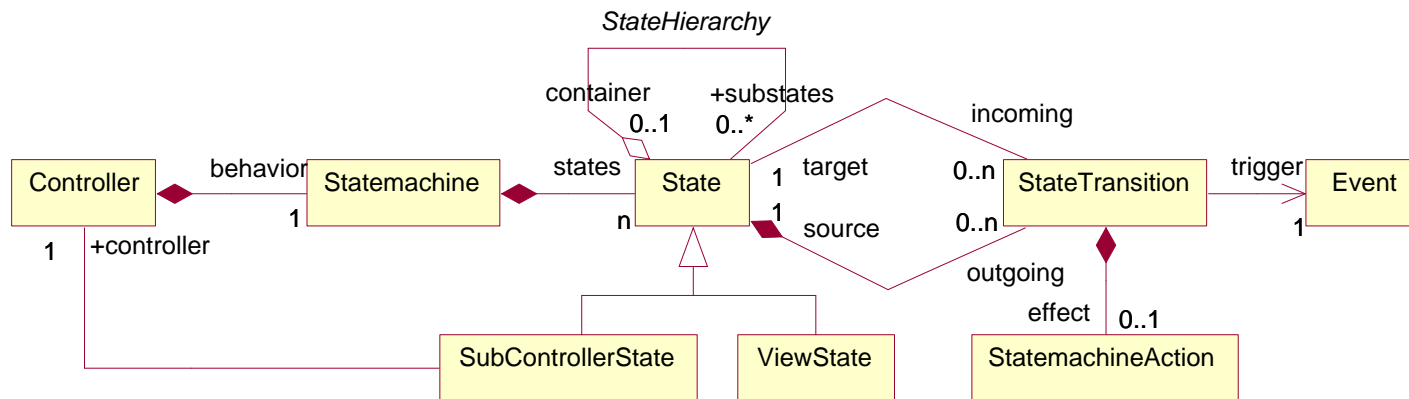 StateHierarchy
container
+substates
0..1
0..*
incoming
Controller
behavior
1
Statemachine
states
n
State
1
target
1
source
0..n
0..n
outgoing
StateTransition
trigger
1
Event
1
+controller
effect
0..1
SubControllerState
ViewState
StatemachineAction